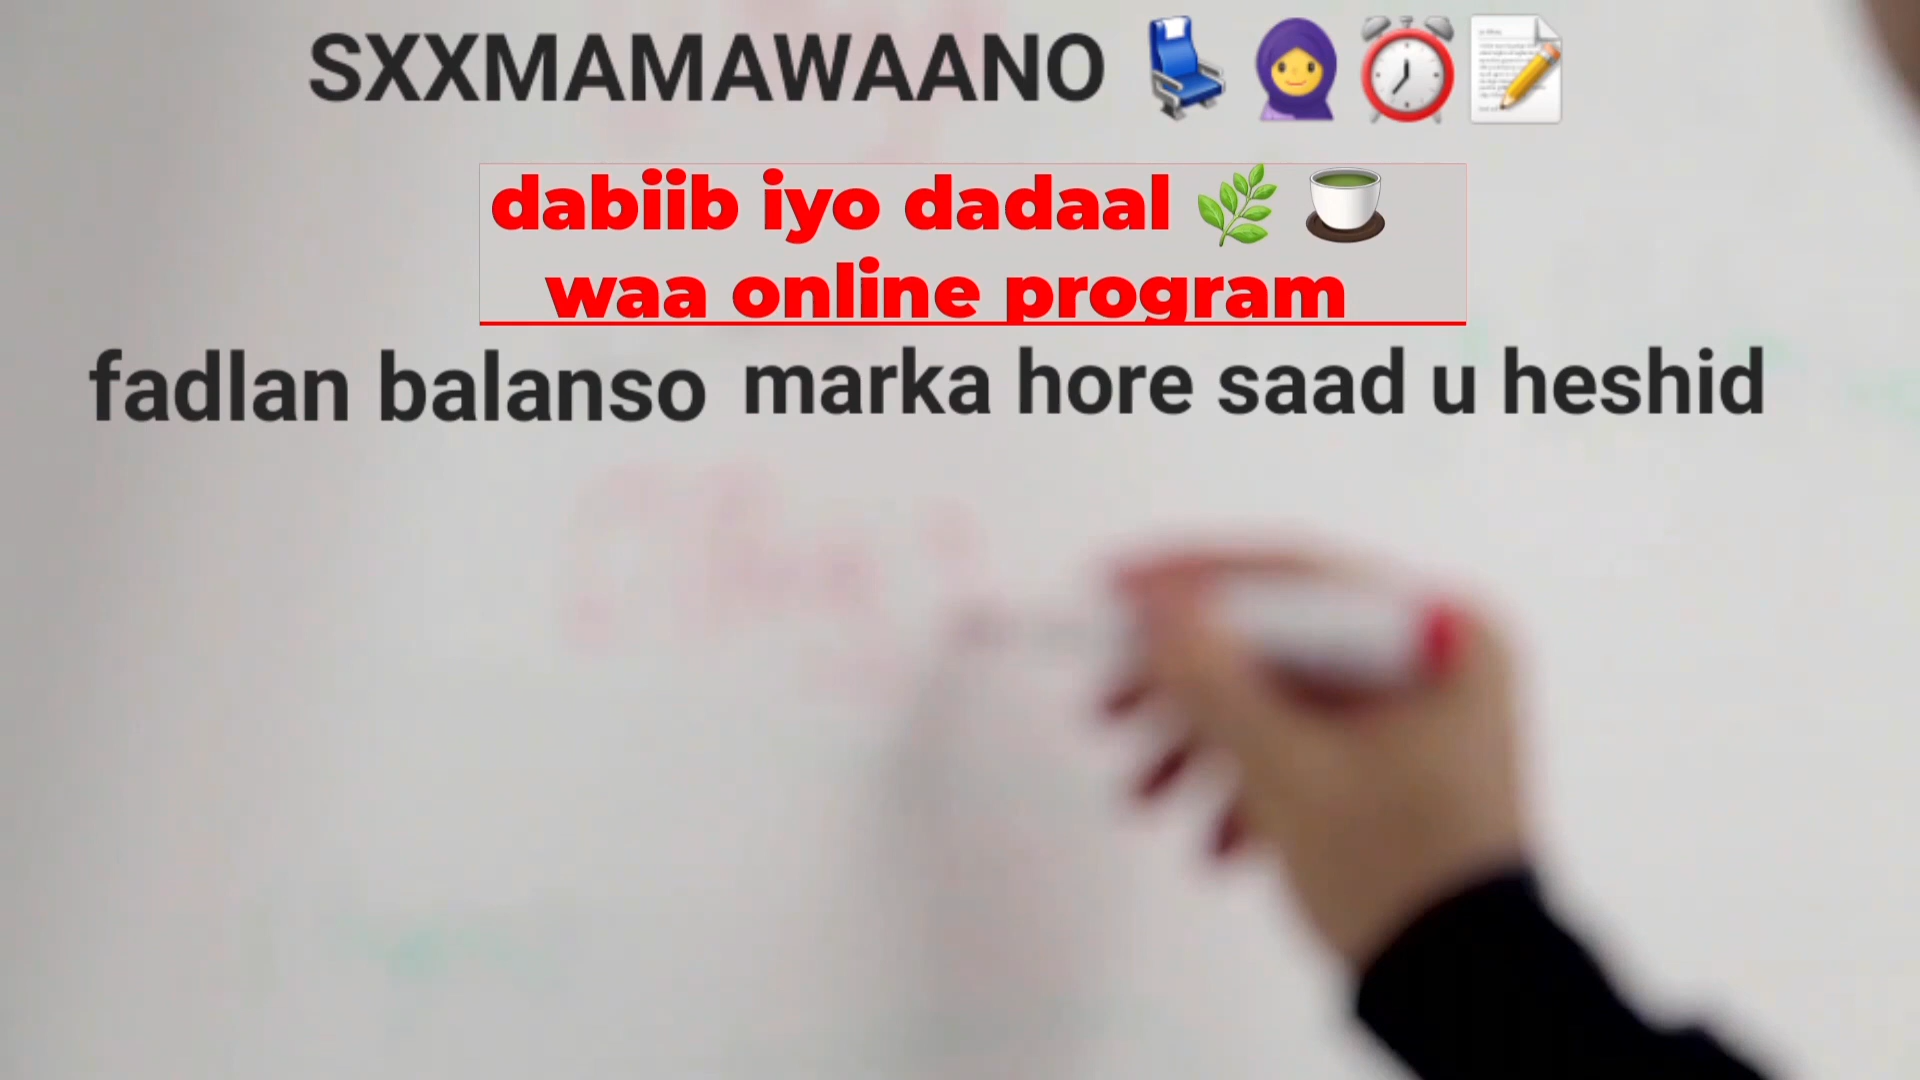 SXXMAMAWAANO 💺 🧕 ⏰ 📝
dabiib iyo dadaal 🌿 🍵
waa online program
fadlan balanso marka hore saad u heshid